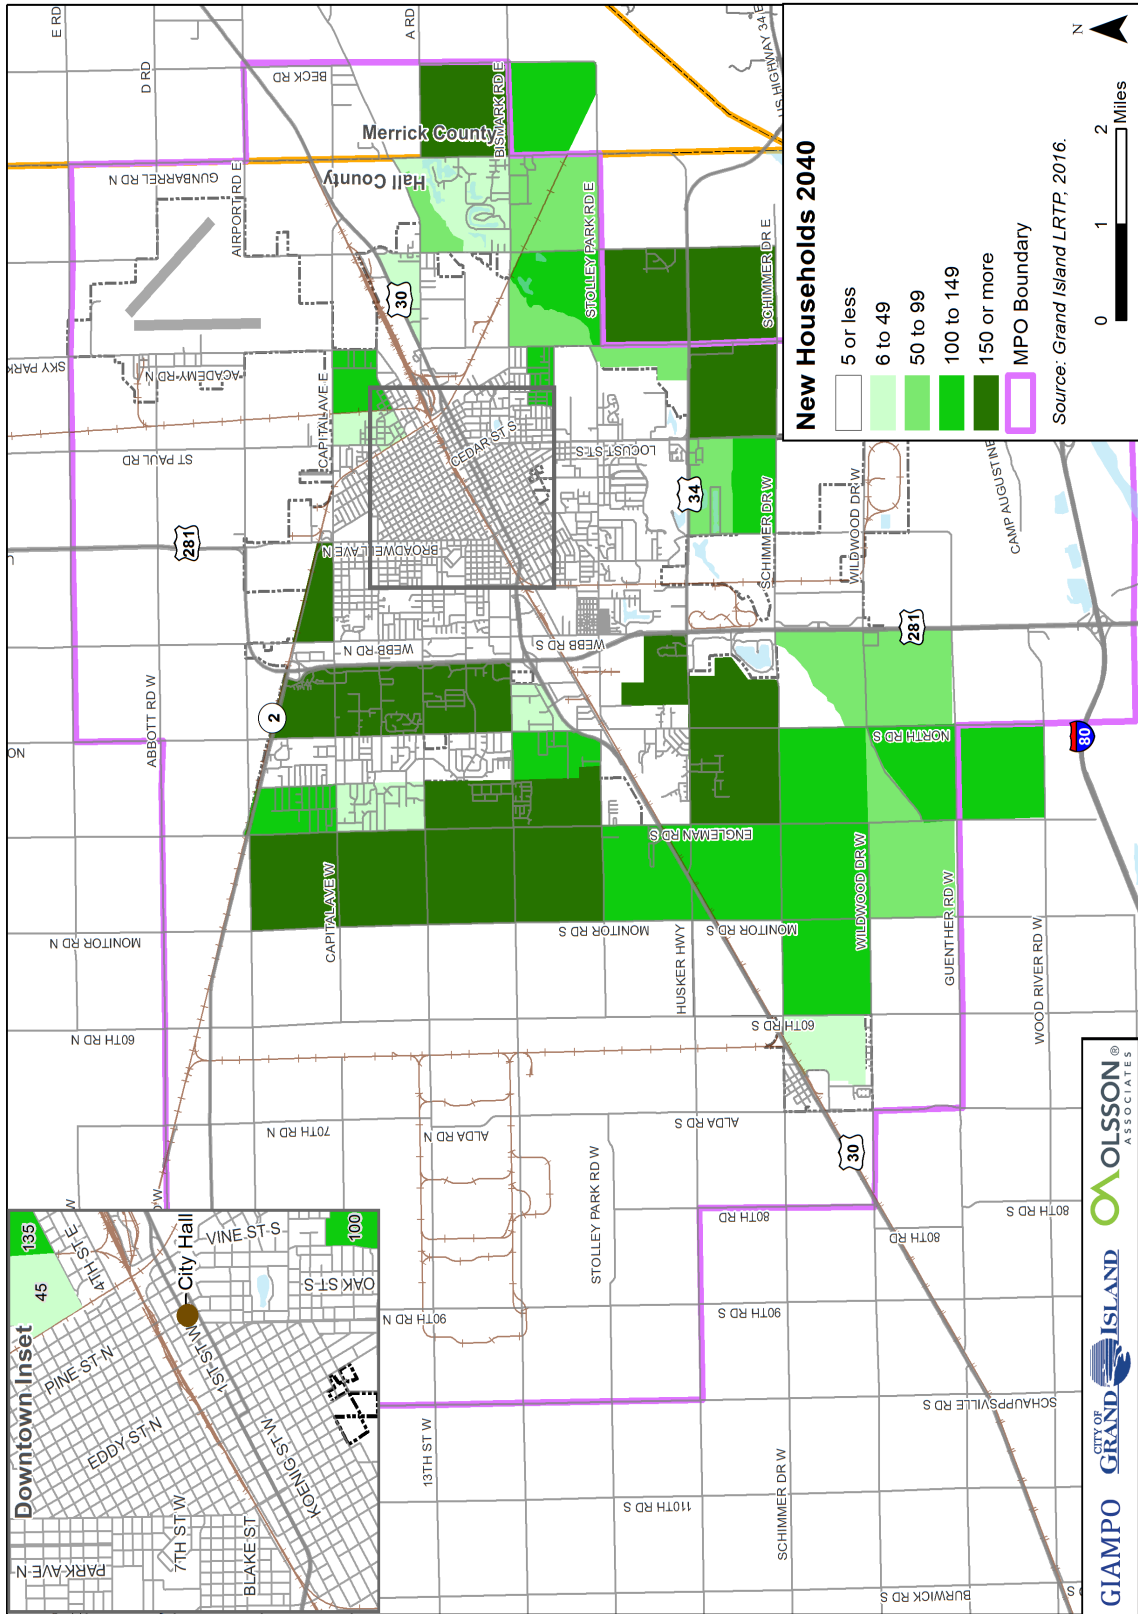 Downtown Inset
135
45
100
4TH ST E
PINE ST N
EDDY ST N
PARK AVE N
7TH ST W
BLAKE ST
1ST ST W
KOENIG ST W
City Hall
VINE ST S
OAK ST S
E RD
D RD
A RD
BECK RD
BISMARK RD E
Merrick County
Hall County
GUNBARREL RD N
AIRPORT RD E
SKY PARK
ACADEMY RD N
ST PAUL RD
CAPITAL AVE E
30
281
BROADWELL AVE N
CEDAR ST S
LOCUST ST S
STOLLEY PARK RD E
SCHIMMER DR E
US HIGHWAY 34 E
34
SCHIMMER DR W
WILDWOOD DR W
CAMP AUGUSTINE
WEBB RD N
WEBB RD S
281
2
ABBOTT RD W
NO
NORTH RD S
80
ENGLEMAN RD S
CAPITAL AVE W
WILDWOOD DR W
GUENTHER RD W
MONITOR RD N
MONITOR RD S
MONITOR RD S
HUSKER HWY
WOOD RIVER RD W
60TH RD N
60TH RD S
70TH RD N
ALDA RD N
ALDA RD S
30
STOLLEY PARK RD W
80TH RD
80TH RD
80TH RD S
90TH RD N
90TH RD S
SCHAUPPSVILLE RD S
13TH ST W
110TH RD S
SCHIMMER DR W
BURWICK RD S
S
W
W
New Households 2040
5 or less
6 to 49
50 to 99
100 to 149
150 or more
MPO Boundary
Source: Grand Island LRTP, 2016.
0 1 2 Miles
N
GIAMPO
CITY OF
GRAND ISLAND
OLSSON ®
ASSOCIATES